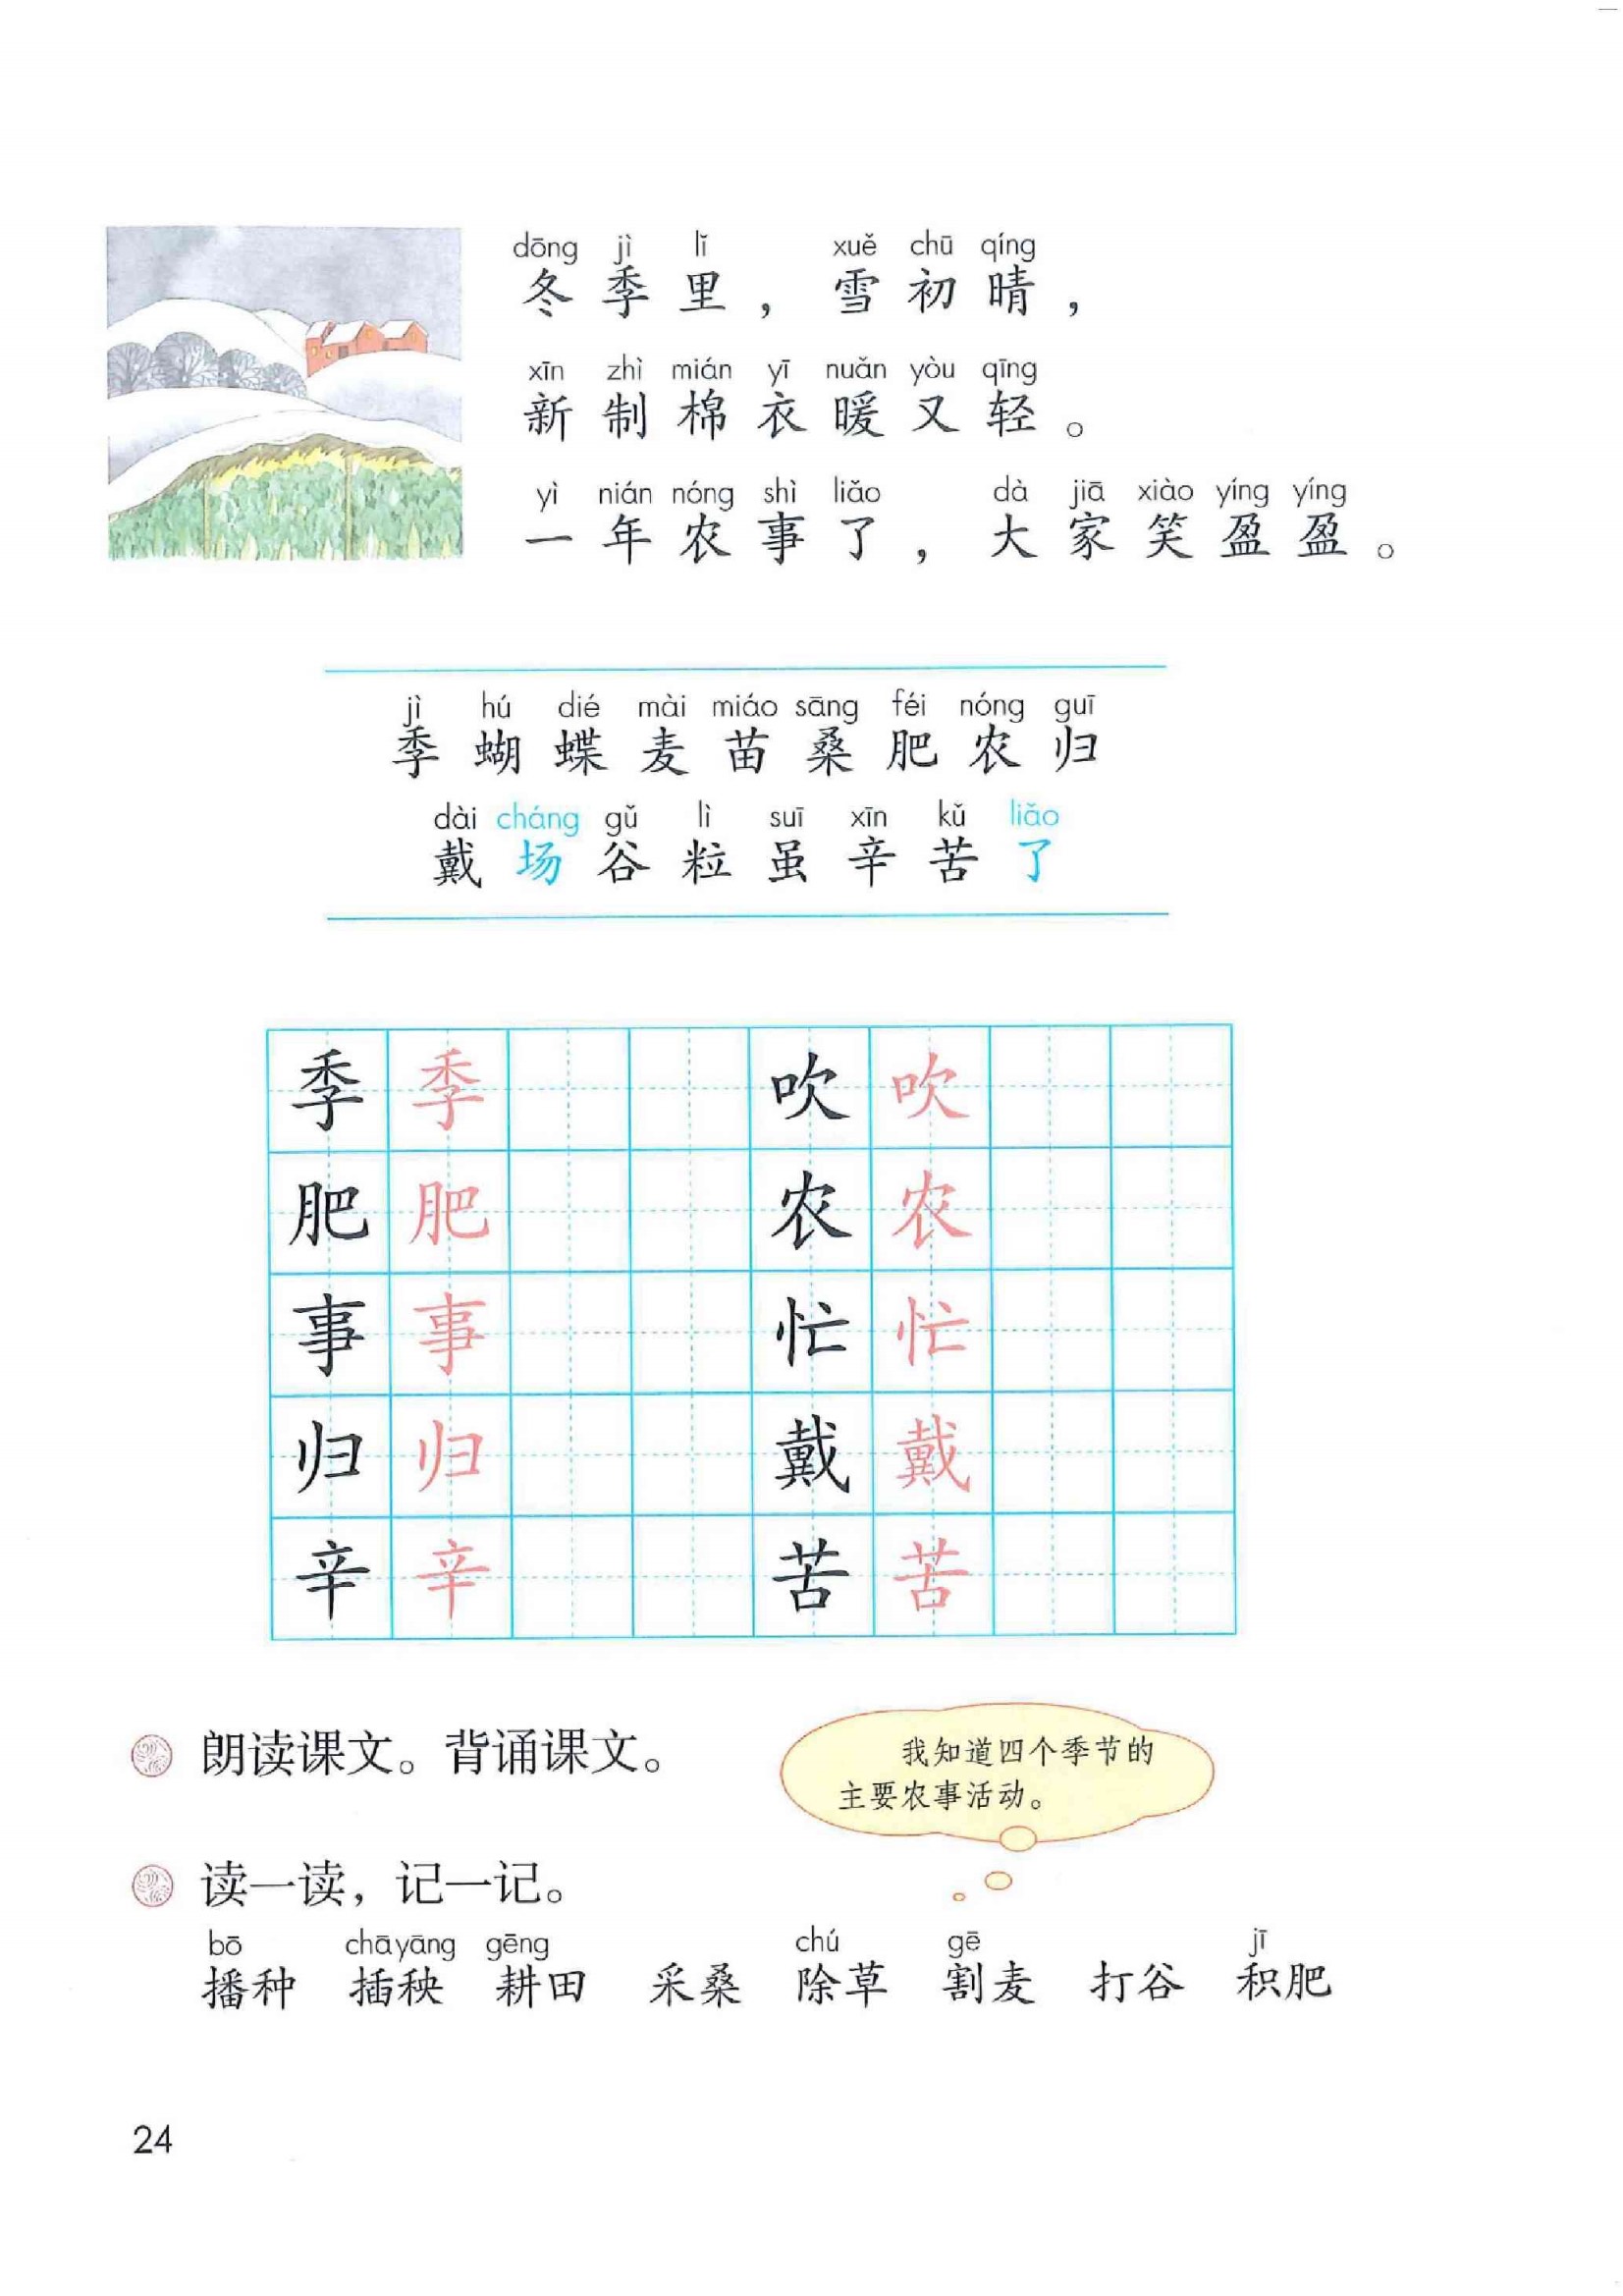 dōng jì lǐ xuě chū qíng
冬季里，雪初晴，
xīn zhì mián yī nuǎn yòu qīng
新制棉衣暖又轻。
yì nián nóng shì liǎo dà jiā xiào yíng yíng
一年农事了，大家笑盈盈。
jì hú dié mài miáo sāng féi nóng guī
季 蝴 蝶 麦 苗 桑 肥 农 归
dài cháng gǔ lì suī xīn kǔ liǎo
戴 场 谷 粒 虽 辛 苦 了
季 季 吹 吹
肥 肥 农 农
事 事 忙 忙
归 归 戴 戴
辛 辛 苦 苦
朗读课文。背诵课文。
我知道四个季节的
主要农事活动。
读一读，记一记。
bō chāyāng gēng chú gē jī
播种 插秧 耕田 采桑 除草 割麦 打谷 积肥
24